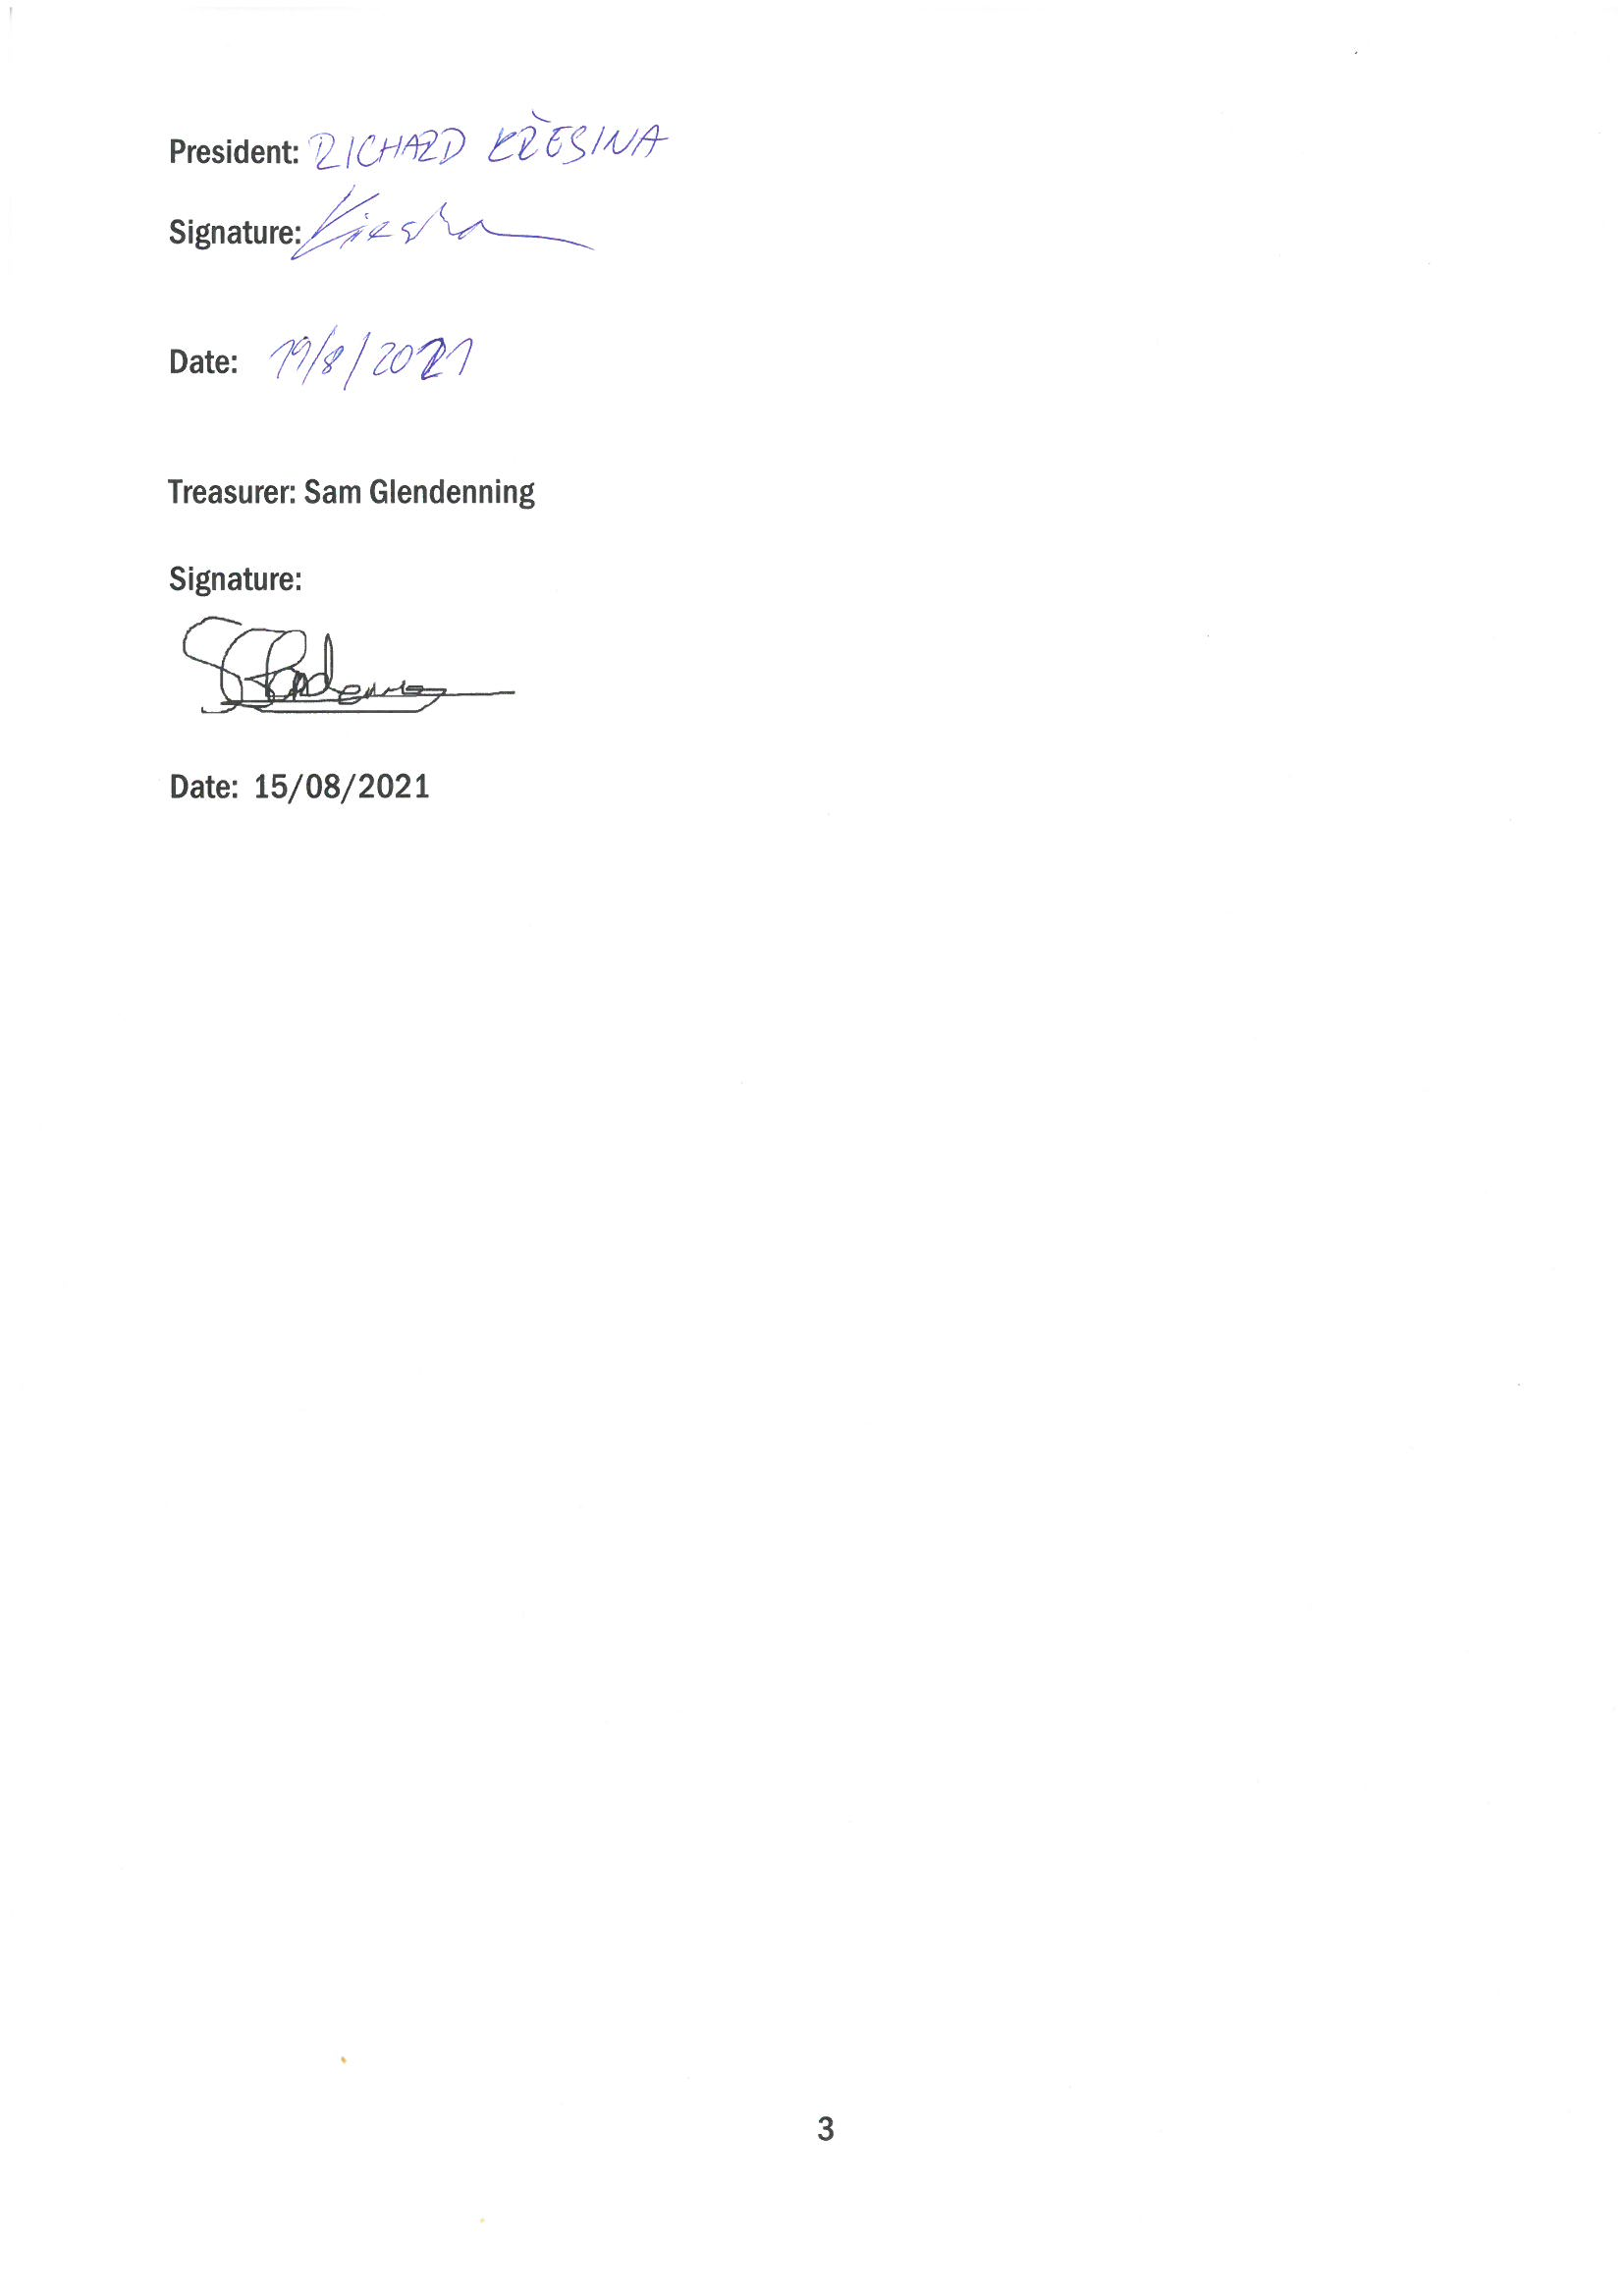 President: RICHARD KŘESINA
Signature:
Date: 19/8/2021
Treasurer: Sam Glendenning
Signature:
Date: 15/08/2021
3